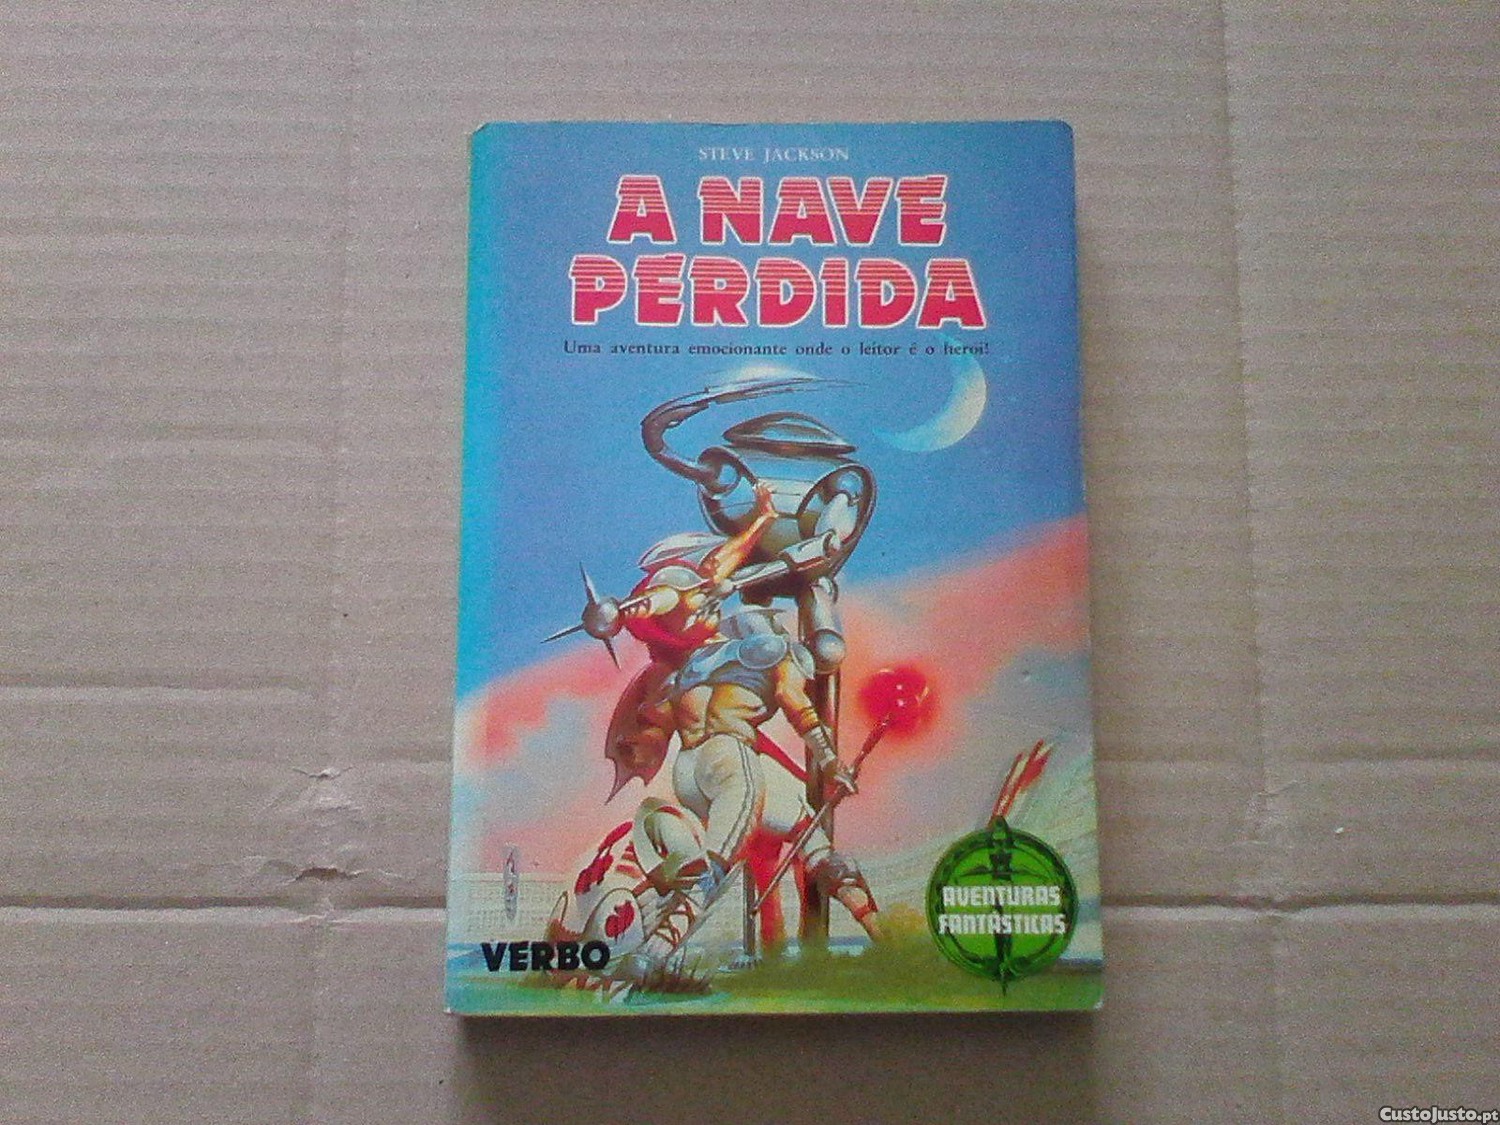 STEVE JACKSON
A NAVE
PERDIDA
Uma aventura emocionante onde o leitor é o herói!
AVENTURAS
FANTÁSTICAS
VERBO
CustoJusto.pt